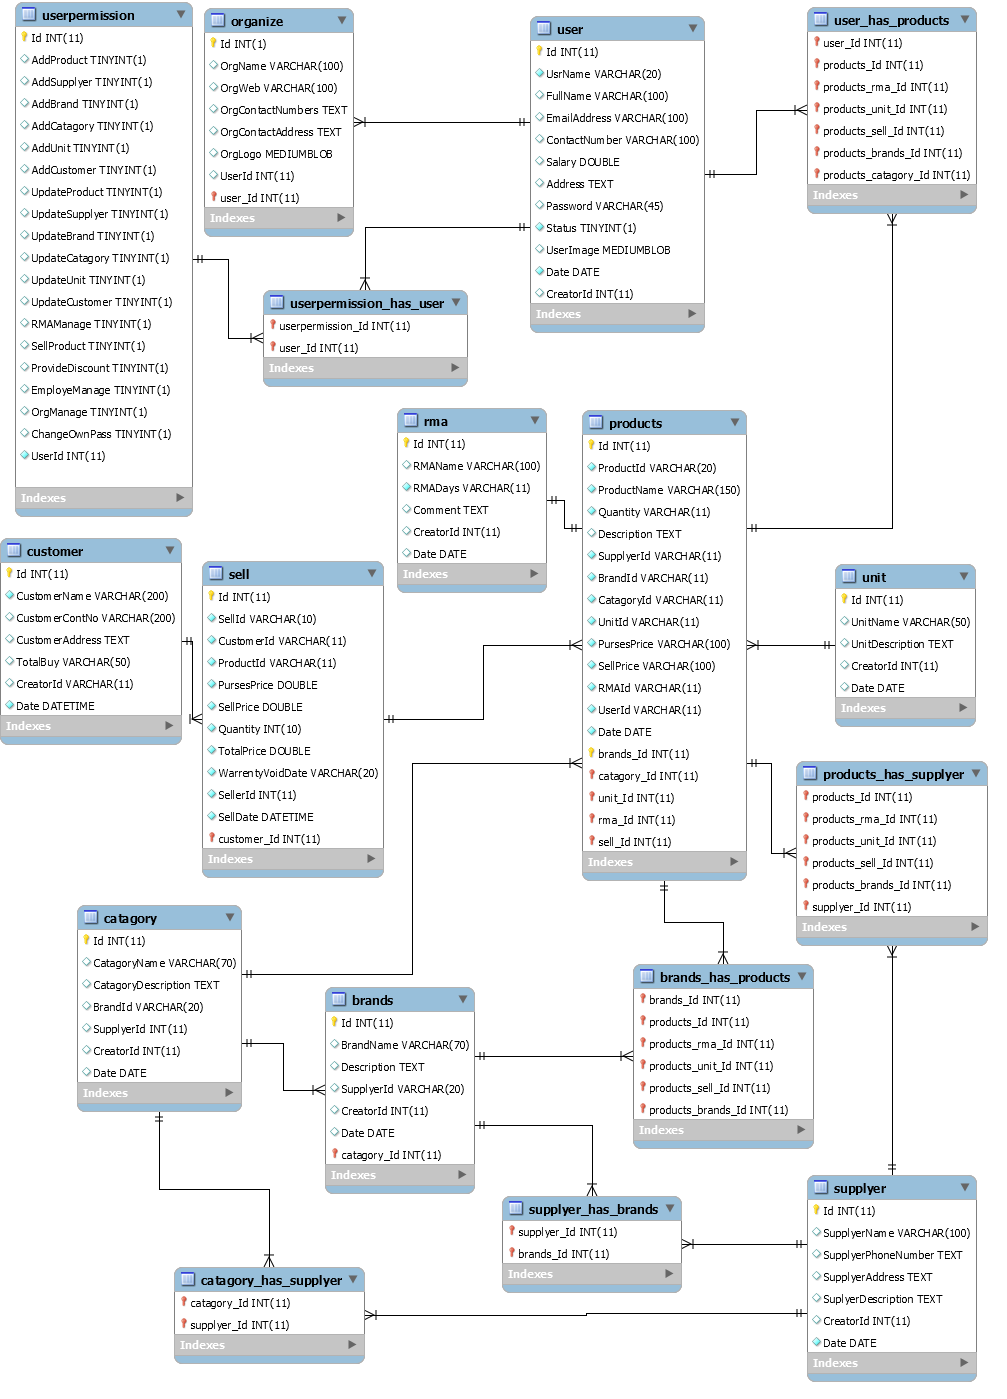 userpermission
Id INT(11)
AddProduct TINYINT(1)
AddSupplyer TINYINT(1)
AddBrand TINYINT(1)
AddCatagory TINYINT(1)
AddUnit TINYINT(1)
AddCustomer TINYINT(1)
UpdateProduct TINYINT(1)
UpdateSupplyer TINYINT(1)
UpdateBrand TINYINT(1)
UpdateCatagory TINYINT(1)
UpdateUnit TINYINT(1)
UpdateCustomer TINYINT(1)
RMAManage TINYINT(1)
SellProduct TINYINT(1)
ProvideDiscount TINYINT(1)
EmployeManage TINYINT(1)
OrgManage TINYINT(1)
ChangeOwnPass TINYINT(1)
UserId INT(11)
Indexes
organize
Id INT(1)
OrgName VARCHAR(100)
OrgWeb VARCHAR(100)
OrgContactNumbers TEXT
OrgContactAddress TEXT
OrgLogo MEDIUMBLOB
UserId INT(11)
user_Id INT(11)
Indexes
user
Id INT(11)
UsrName VARCHAR(20)
FullName VARCHAR(100)
EmailAddress VARCHAR(100)
ContactNumber VARCHAR(100)
Salary DOUBLE
Address TEXT
Password VARCHAR(45)
Status TINYINT(1)
UserImage MEDIUMBLOB
Date DATE
CreatorId INT(11)
Indexes
user_has_products
user_Id INT(11)
products_Id INT(11)
products_rma_Id INT(11)
products_unit_Id INT(11)
products_sell_Id INT(11)
products_brands_Id INT(11)
products_catagory_Id INT(11)
Indexes
userpermission_has_user
userpermission_Id INT(11)
user_Id INT(11)
Indexes
rma
Id INT(11)
RMAName VARCHAR(100)
RMADays VARCHAR(11)
Comment TEXT
CreatorId INT(11)
Date DATE
Indexes
products
Id INT(11)
ProductId VARCHAR(20)
ProductName VARCHAR(150)
Quantity VARCHAR(11)
Description TEXT
SupplyerId VARCHAR(11)
BrandId VARCHAR(11)
CatagoryId VARCHAR(11)
UnitId VARCHAR(11)
PursesPrice VARCHAR(100)
SellPrice VARCHAR(100)
RMAId VARCHAR(11)
UserId VARCHAR(11)
Date DATE
brands_Id INT(11)
catagory_Id INT(11)
unit_Id INT(11)
rma_Id INT(11)
sell_Id INT(11)
Indexes
customer
Id INT(11)
CustomerName VARCHAR(200)
CustomerContNo VARCHAR(200)
CustomerAddress TEXT
TotalBuy VARCHAR(50)
CreatorId VARCHAR(11)
Date DATETIME
Indexes
sell
Id INT(11)
SellId VARCHAR(10)
CustomerId VARCHAR(11)
ProductId VARCHAR(11)
PursesPrice DOUBLE
SellPrice DOUBLE
Quantity INT(10)
TotalPrice DOUBLE
WarrentyVoidDate VARCHAR(20)
SellerId INT(11)
SellDate DATETIME
customer_Id INT(11)
Indexes
unit
Id INT(11)
UnitName VARCHAR(50)
UnitDescription TEXT
CreatorId INT(11)
Date DATE
Indexes
products_has_supplyer
products_Id INT(11)
products_rma_Id INT(11)
products_unit_Id INT(11)
products_sell_Id INT(11)
products_brands_Id INT(11)
supplyer_Id INT(11)
Indexes
catagory
Id INT(11)
CatagoryName VARCHAR(70)
CatagoryDescription TEXT
BrandId VARCHAR(20)
SupplyerId INT(11)
CreatorId INT(11)
Date DATE
Indexes
brands
Id INT(11)
BrandName VARCHAR(70)
Description TEXT
SupplyerId VARCHAR(20)
CreatorId INT(11)
Date DATE
catagory_Id INT(11)
Indexes
brands_has_products
brands_Id INT(11)
products_Id INT(11)
products_rma_Id INT(11)
products_unit_Id INT(11)
products_sell_Id INT(11)
products_brands_Id INT(11)
Indexes
supplyer_has_brands
supplyer_Id INT(11)
brands_Id INT(11)
Indexes
supplyer
Id INT(11)
SupplyerName VARCHAR(100)
SupplyerPhoneNumber TEXT
SupplyerAddress TEXT
SuplyerDescription TEXT
CreatorId INT(11)
Date DATE
Indexes
catagory_has_supplyer
catagory_Id INT(11)
supplyer_Id INT(11)
Indexes